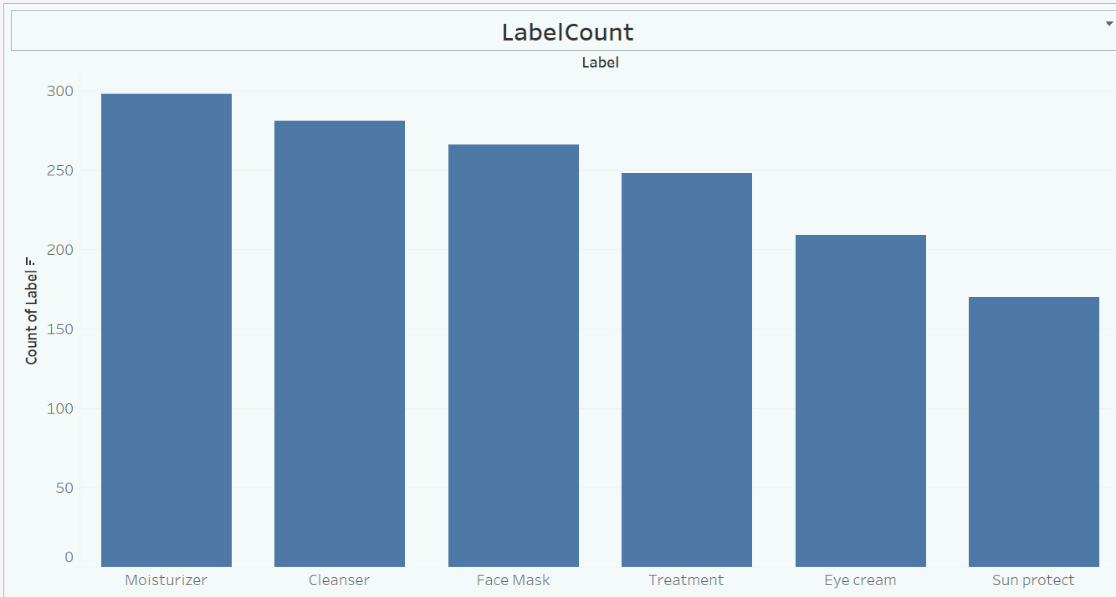 LabelCount
Label
Count of Label
300
250
200
150
100
50
0
Moisturizer
Cleanser
Face Mask
Treatment
Eye cream
Sun protect